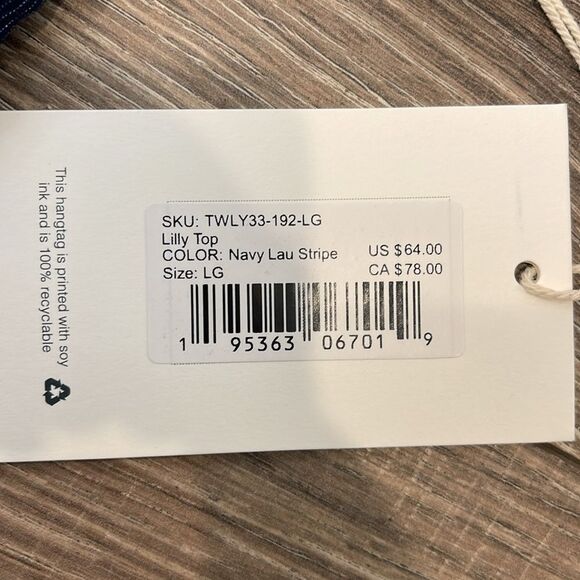 SKU: TWLY33-192-LG
Lilly Top
COLOR: Navy Lau Stripe US $64.00
Size: LG CA $78.00
1 95363 06701 9
This hangtag is printed with soy
ink and is 100% recyclable